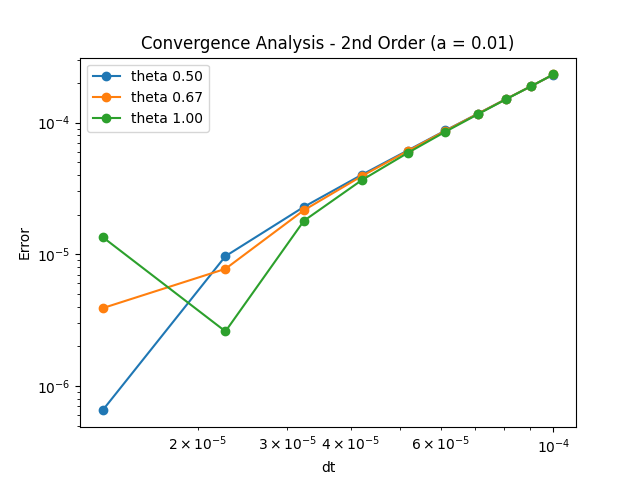 Convergence Analysis - 2nd Order (a = 0.01)
theta 0.50
theta 0.67
theta 1.00
Error
10⁻⁴
10⁻⁵
10⁻⁶
2 × 10⁻⁵ 3 × 10⁻⁵ 4 × 10⁻⁵ 6 × 10⁻⁵ 10⁻⁴
dt